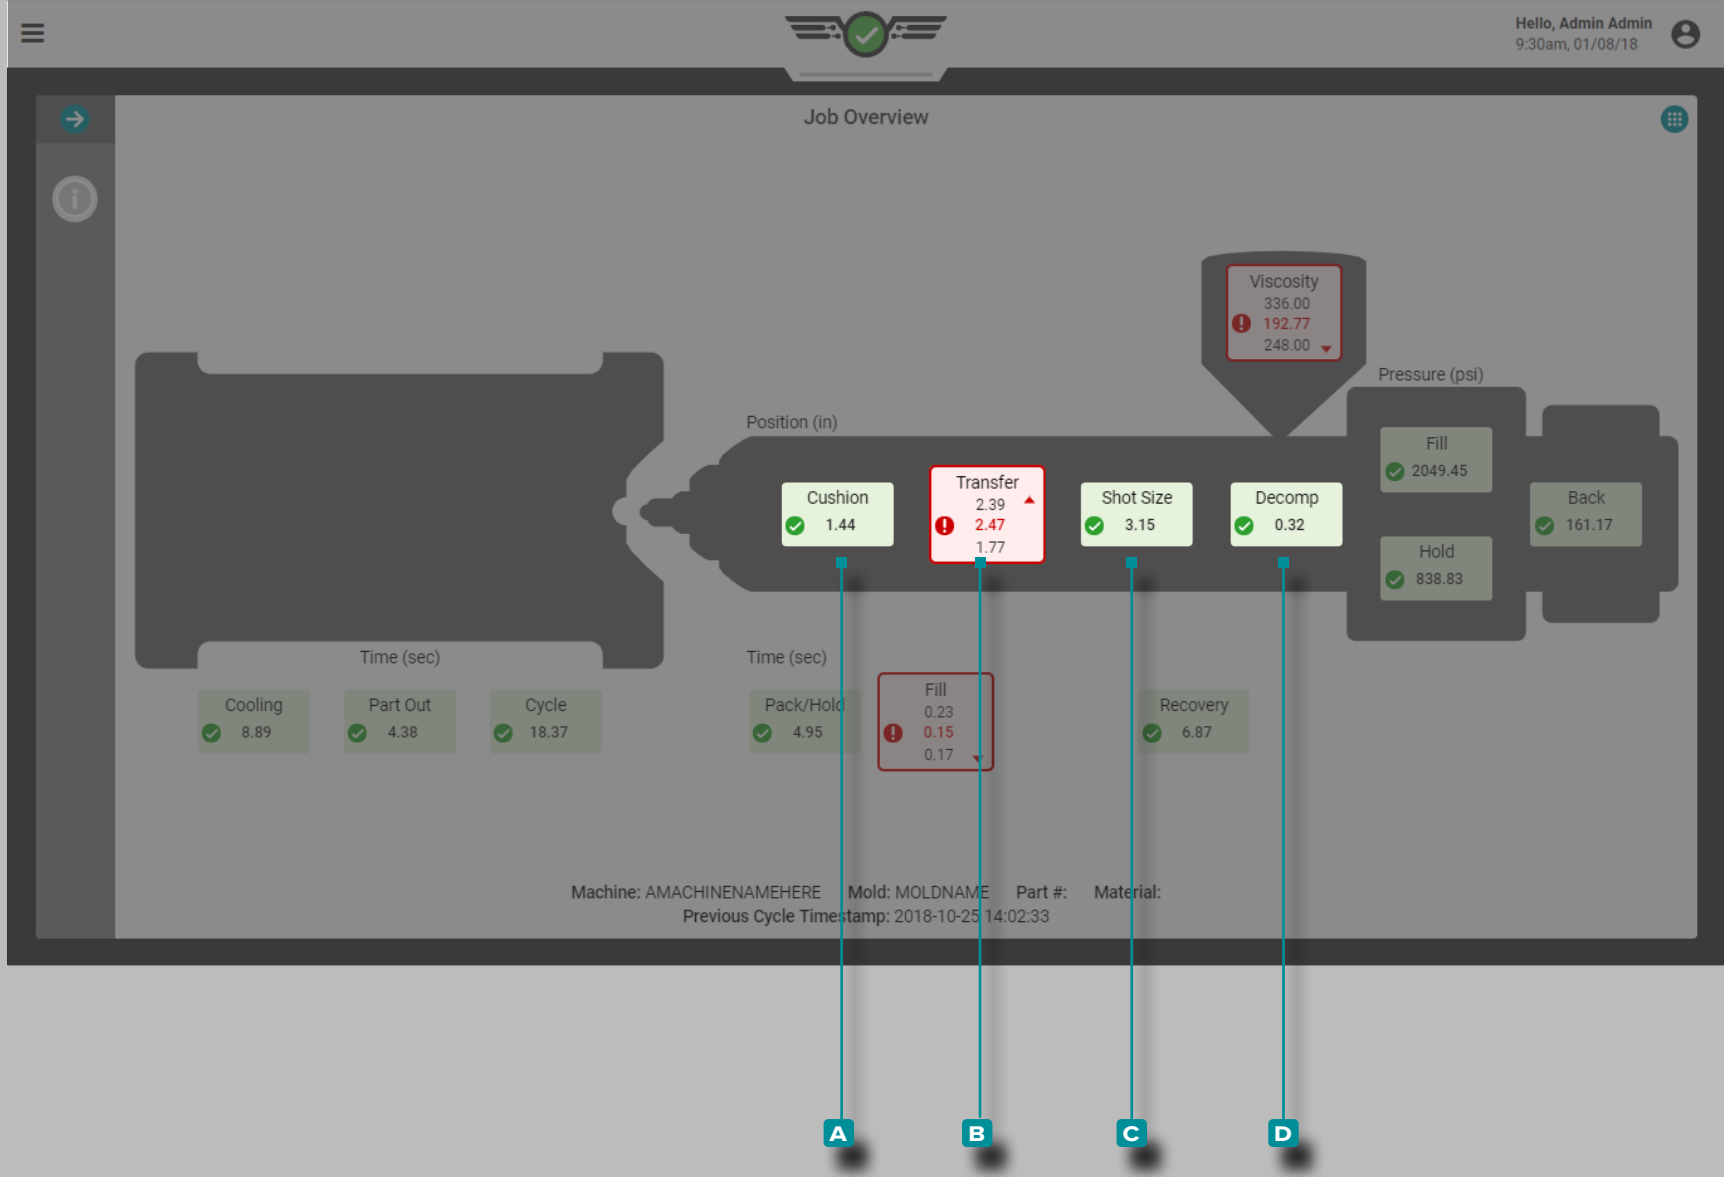 Hello, Admin Admin
9:30am, 01/08/18
Job Overview
Viscosity
336.00
192.77
248.00
Pressure (psi)
Position (in)
Cushion
1.44
Transfer
2.39
2.47
1.77
Shot Size
3.15
Decomp
0.32
Fill
2049.45
Hold
838.83
Back
161.17
Time (sec)
Cooling
8.89
Part Out
4.38
Cycle
18.37
Time (sec)
Pack/Hold
4.95
Fill
0.23
0.15
0.17
Recovery
6.87
Machine: AMACHINENAMEHERE Mold: MOLDNAME Part #: Material:
Previous Cycle Timestamp: 2018-10-25 14:02:33
A B C D